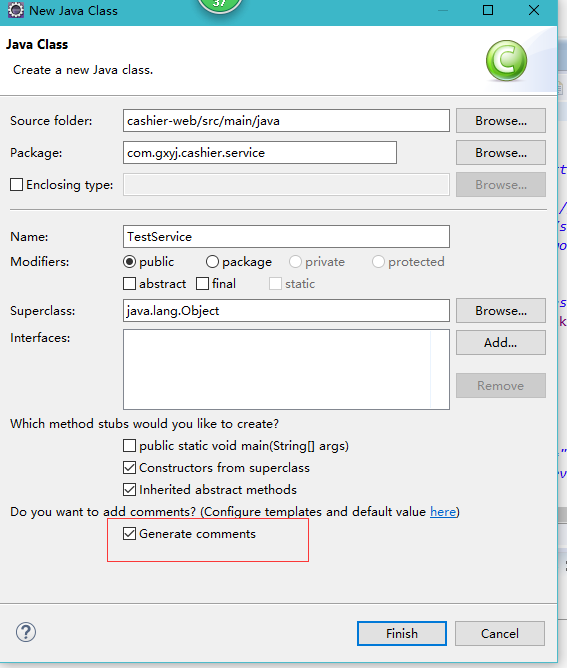 37
New Java Class
Java Class
Create a new Java class.
C
Source folder: cashier-web/src/main/java Browse...
Package: com.gxyj.cashier.service Browse...
Enclosing type: Browse...
Name: TestService
Modifiers: public package private protected
abstract final static
Superclass: java.lang.Object Browse...
Interfaces: Add...
Remove
Which method stubs would you like to create?
public static void main(String[] args)
Constructors from superclass
Inherited abstract methods
Do you want to add comments? (Configure templates and default value here)
Generate comments
? Finish Cancel